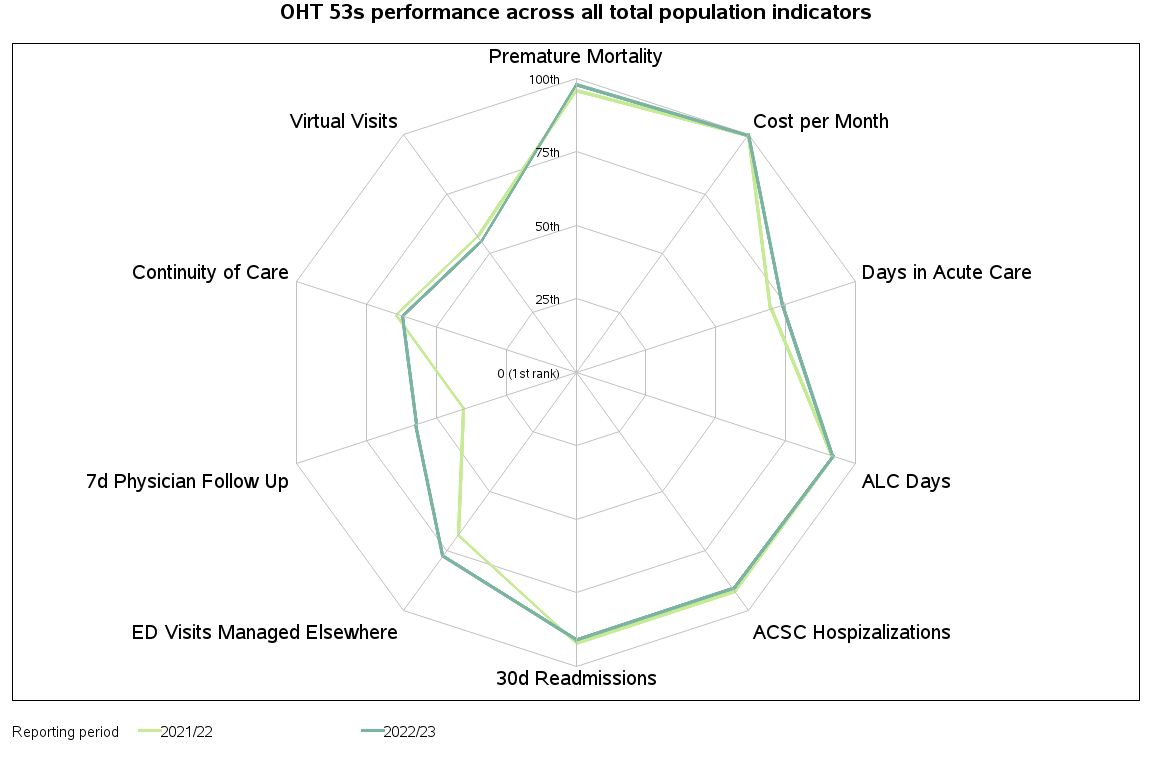 OHT 53s performance across all total population indicators
Premature Mortality
100th
Virtual Visits
Cost per Month
75th
50th
Continuity of Care
Days in Acute Care
25th
0 (1st rank)
7d Physician Follow Up
ALC Days
ED Visits Managed Elsewhere
ACSC Hospizalizations
30d Readmissions
Reporting period 2021/22 2022/23